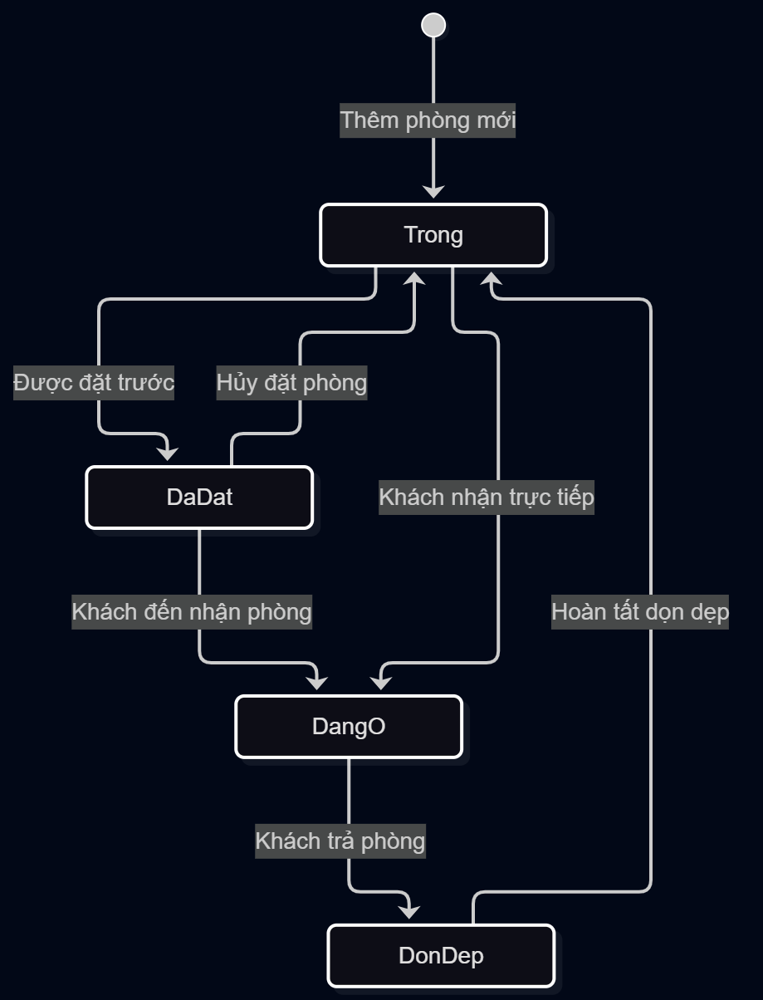 Thêm phòng mới
Trong
Được đặt trước
Hủy đặt phòng
DaDat
Khách nhận trực tiếp
Khách đến nhận phòng
Hoàn tất dọn dẹp
DangO
Khách trả phòng
DonDep